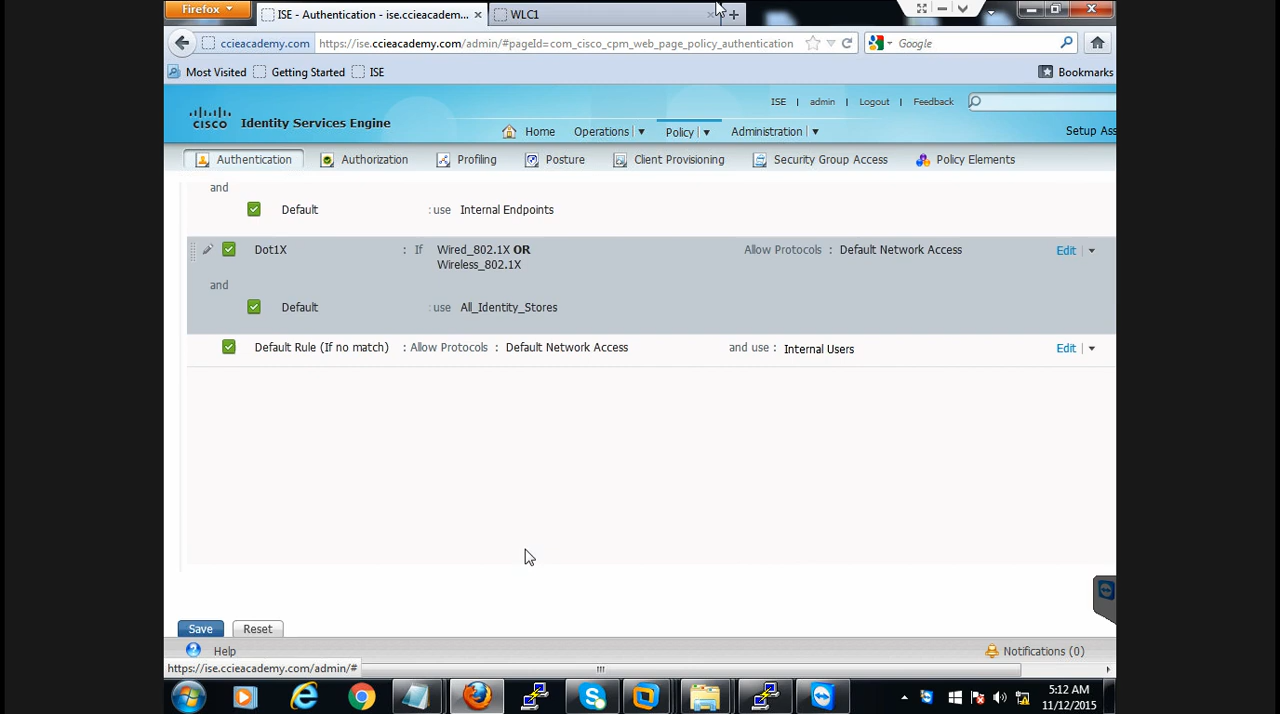 Firefox
ISE - Authentication - ise.ccieacadem...
WLC1
ccieacademy.com
https://ise.ccieacademy.com/admin/#pageId=com_cisco_cpm_web_page_policy_authentication
Google
Most Visited
Getting Started
ISE
Bookmarks
ISE | admin | Logout | Feedback
CISCO
Identity Services Engine
Home
Operations
Policy
Administration
Setup Ass
Authentication
Authorization
Profiling
Posture
Client Provisioning
Security Group Access
Policy Elements
and
Default : use Internal Endpoints
Dot1X : If Wired_802.1X OR Allow Protocols : Default Network Access Edit
Wireless_802.1X
and
Default : use All_Identity_Stores
Default Rule (If no match) : Allow Protocols : Default Network Access and use : Internal Users Edit
Save
Reset
Help
Notifications (0)
https://ise.ccieacademy.com/admin/#
5:12 AM
11/12/2015